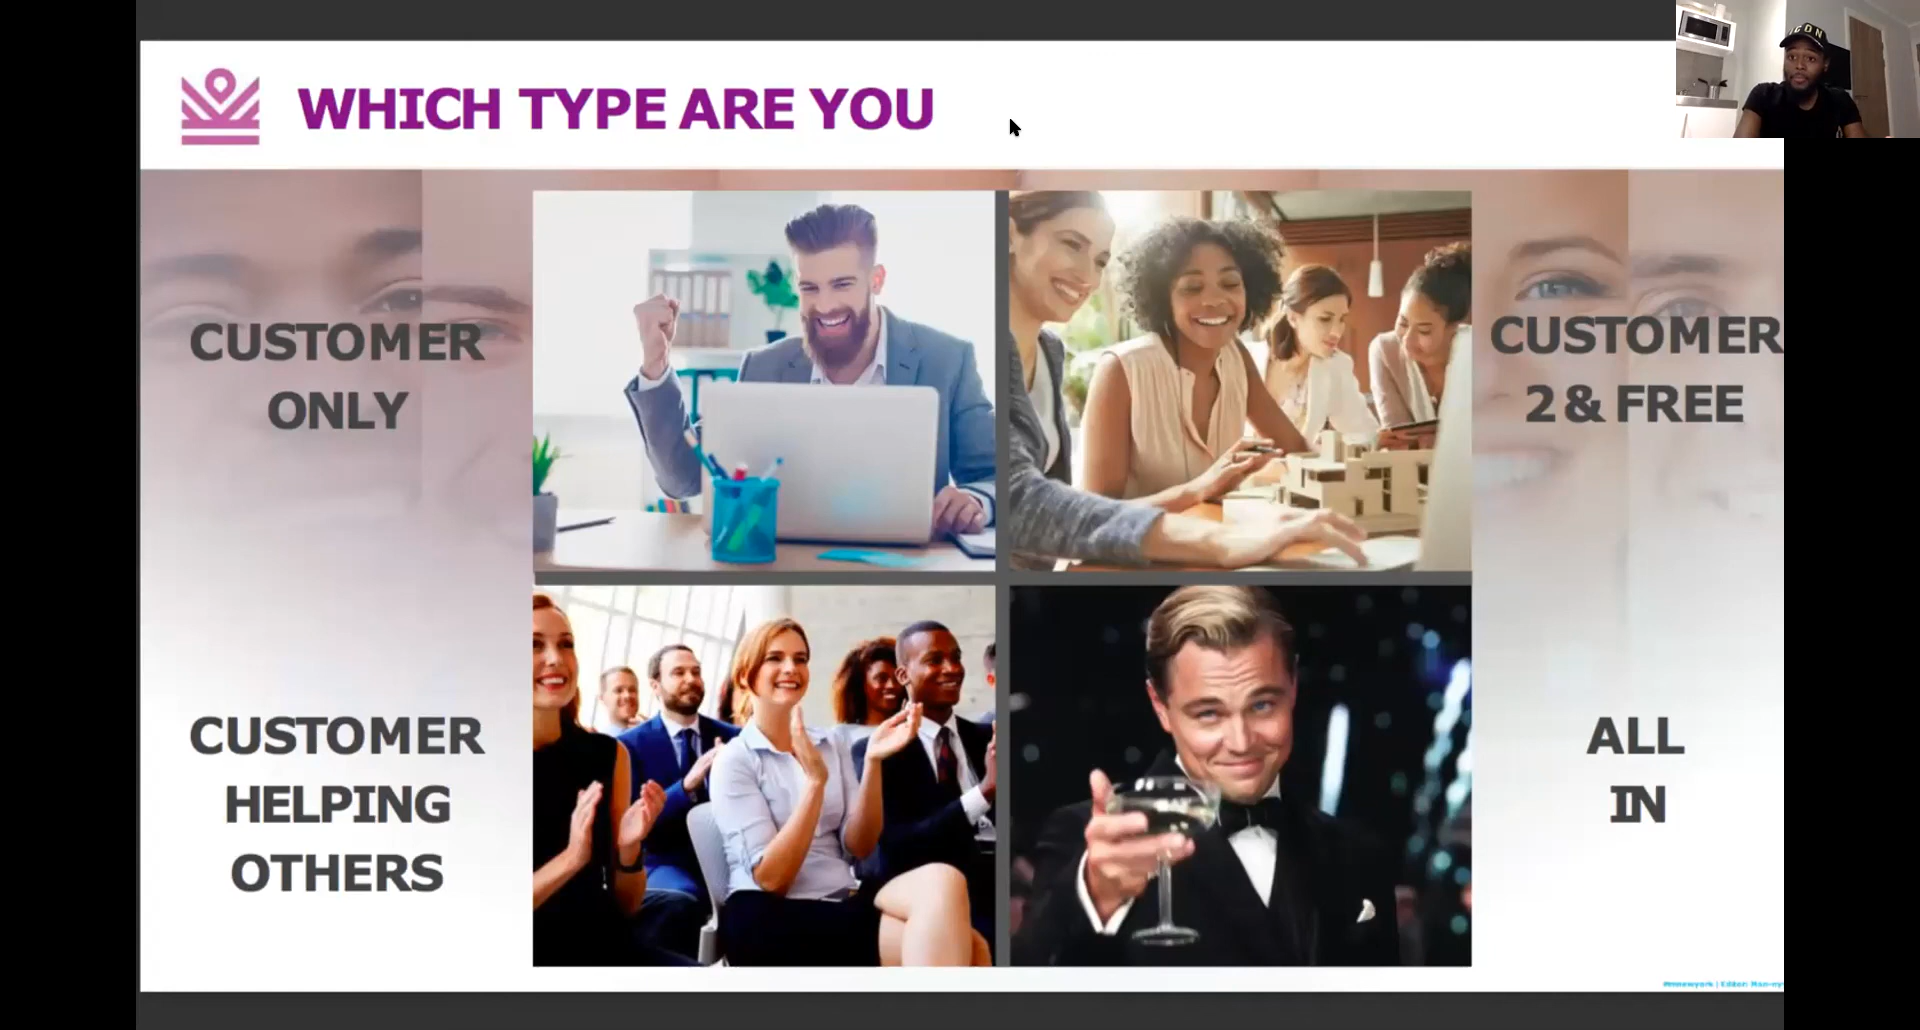 WHICH TYPE ARE YOU
CUSTOMER
ONLY
CUSTOMER
2 & FREE
CUSTOMER
HELPING
OTHERS
ALL
IN